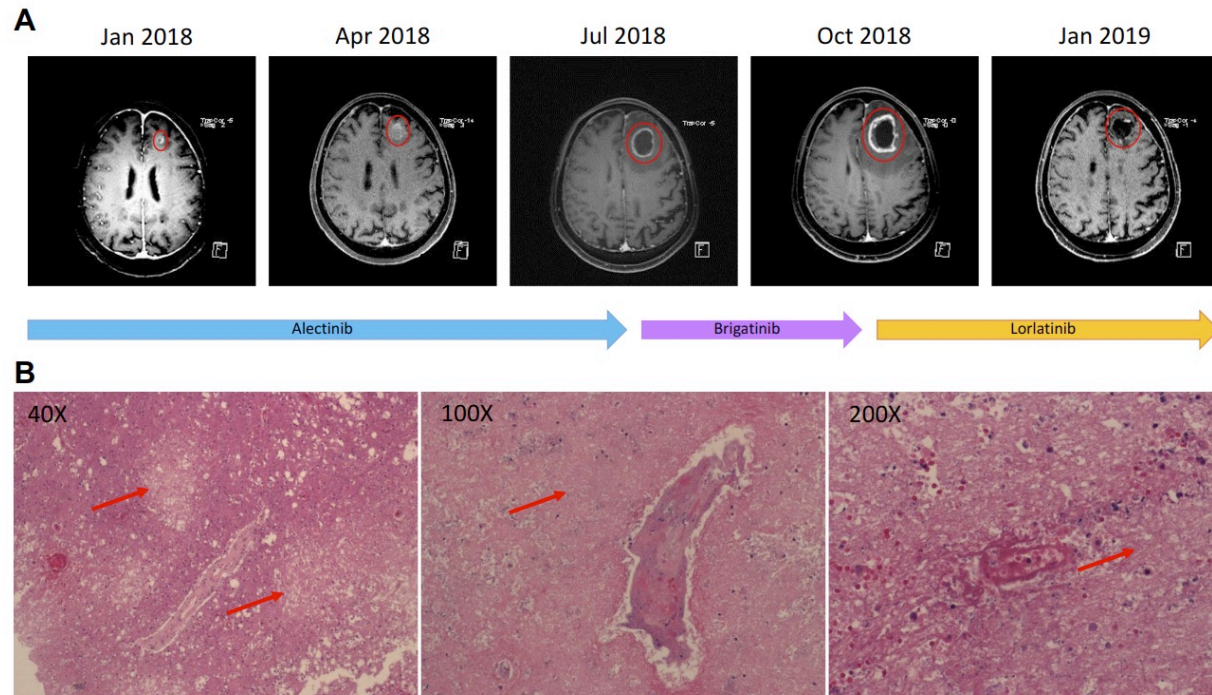 A
Jan 2018
Apr 2018
Jul 2018
Oct 2018
Jan 2019
F
F
F
F
F
Alectinib
Brigatinib
Lorlatinib
B
40X
100X
200X